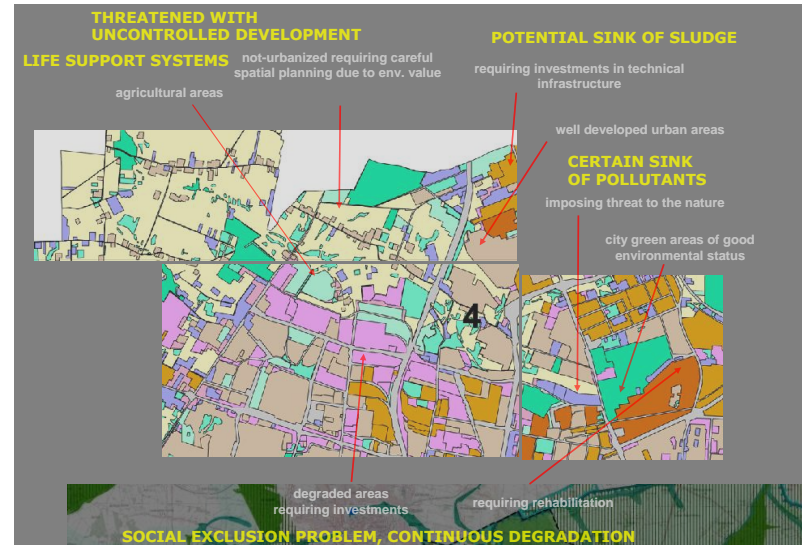 THREATENED WITH
UNCONTROLLED DEVELOPMENT
LIFE SUPPORT SYSTEMS
not-urbanized requiring careful
spatial planning due to env. value
agricultural areas
POTENTIAL SINK OF SLUDGE
requiring investments in technical
infrastructure
well developed urban areas
CERTAIN SINK
OF POLLUTANTS
imposing threat to the nature
city green areas of good
environmental status
4
degraded areas
requiring investments
requiring rehabilitation
SOCIAL EXCLUSION PROBLEM, CONTINUOUS DEGRADATION